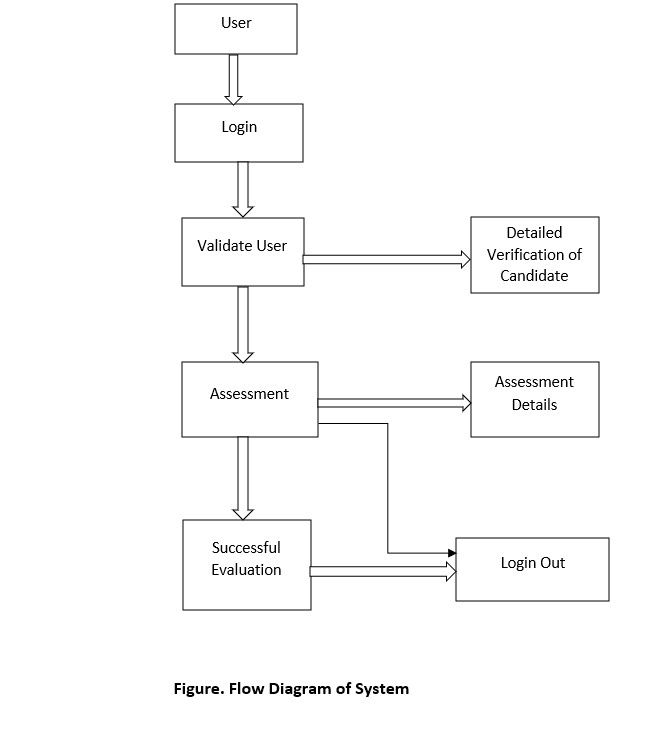 User
Login
Validate User
Detailed
Verification of
Candidate
Assessment
Assessment
Details
Successful
Evaluation
Login Out
Figure. Flow Diagram of System